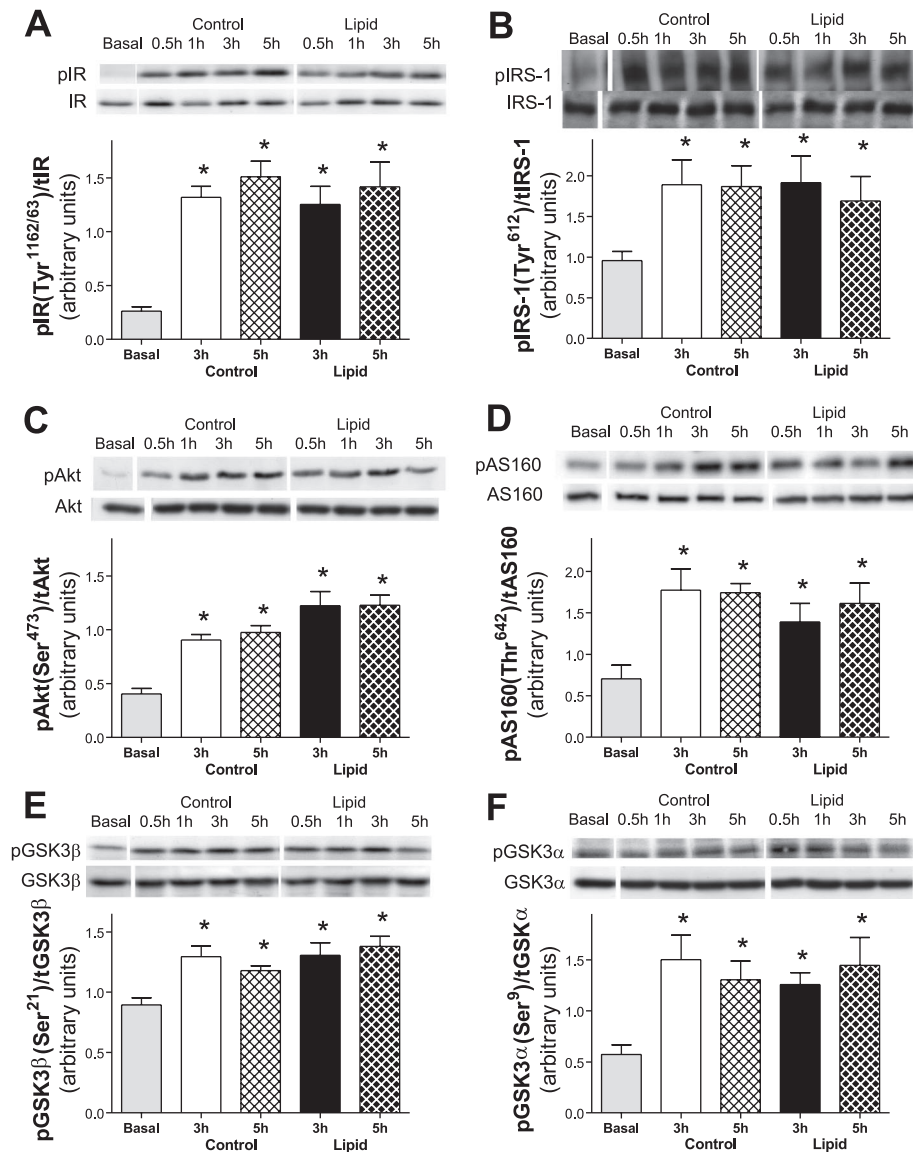 A
Control Lipid
Basal 0.5h 1h 3h 5h 0.5h 1h 3h 5h
pIR
IR
pIR(Tyr1162/63)/tIR
(arbitrary units)
1.5
1.0
0.5
0.0
* * * *
Basal 3h 5h 3h 5h
Control Lipid
B
Control Lipid
Basal 0.5h 1h 3h 5h 0.5h 1h 3h 5h
pIRS-1
IRS-1
pIRS-1(Tyr612)/tIRS-1
(arbitrary units)
2.0
1.5
1.0
0.5
0.0
* * * *
Basal 3h 5h 3h 5h
Control Lipid
C
Control Lipid
Basal 0.5h 1h 3h 5h 0.5h 1h 3h 5h
pAkt
Akt
pAkt(Ser473)/tAkt
(arbitrary units)
1.5
1.0
0.5
0.0
* * * *
Basal 3h 5h 3h 5h
Control Lipid
D
Control Lipid
Basal 0.5h 1h 3h 5h 0.5h 1h 3h 5h
pAS160
AS160
pAS160(Thr642)/tAS160
(arbitrary units)
2.0
1.5
1.0
0.5
0.0
* * * *
Basal 3h 5h 3h 5h
Control Lipid
E
Control Lipid
Basal 0.5h 1h 3h 5h 0.5h 1h 3h 5h
pGSK3β
GSK3β
pGSK3β(Ser21)/tGSK3β
(arbitrary units)
1.5
1.0
0.5
0.0
* * * *
Basal 3h 5h 3h 5h
Control Lipid
F
Control Lipid
Basal 0.5h 1h 3h 5h 0.5h 1h 3h 5h
pGSK3α
GSK3α
pGSK3α(Ser9)/tGSKα
(arbitrary units)
1.5
1.0
0.5
0.0
* * * *
Basal 3h 5h 3h 5h
Control Lipid